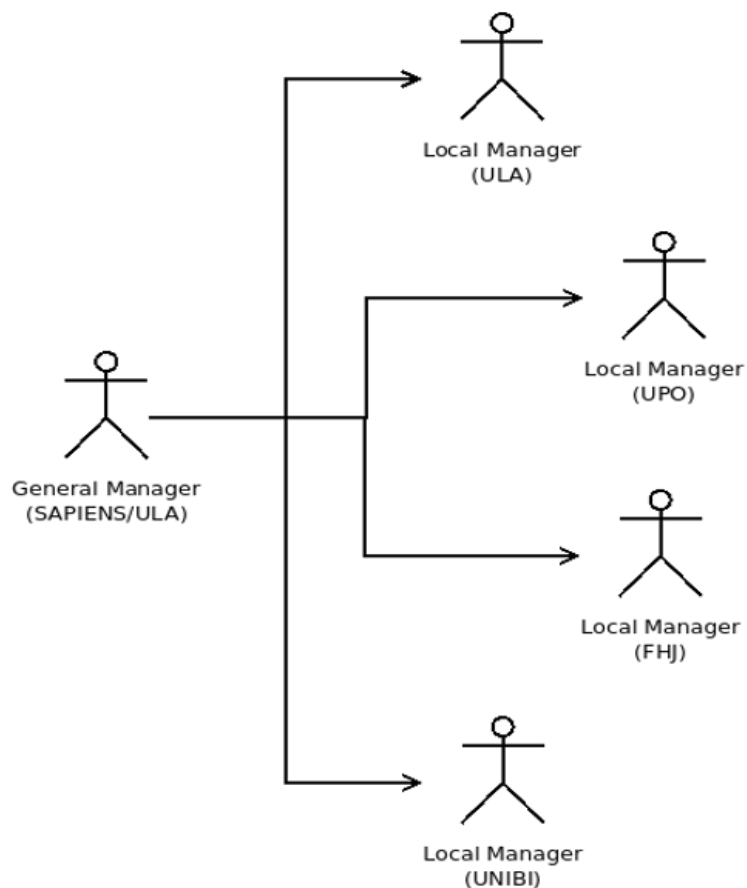 Local Manager
(ULA)
Local Manager
(UPO)
General Manager
(SAPIENS/ULA)
Local Manager
(FHJ)
Local Manager
(UNIBI)